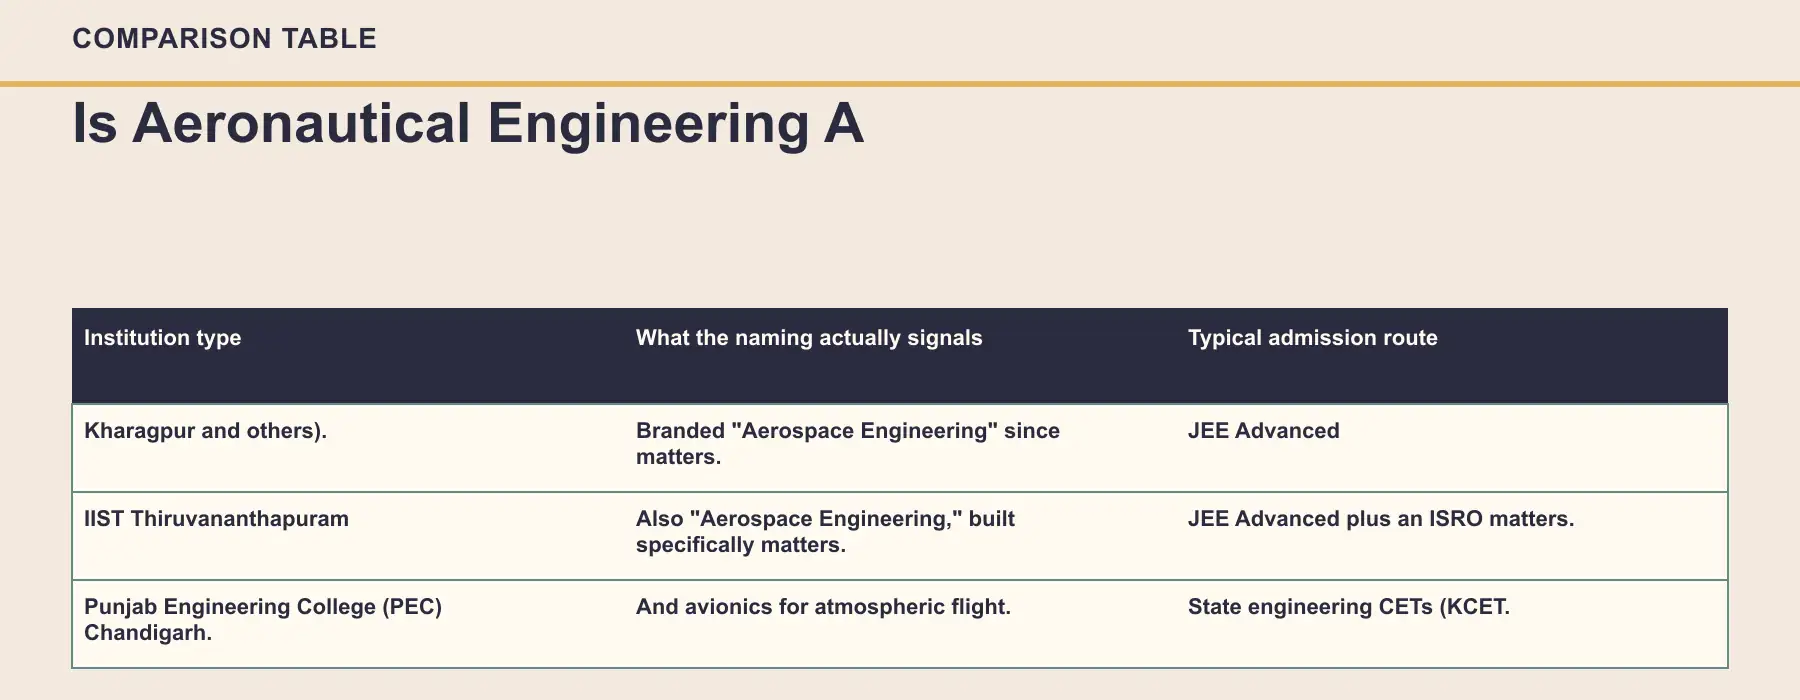 COMPARISON TABLE
Is Aeronautical Engineering A
Institution type
What the naming actually signals
Typical admission route
Kharagpur and others).
Branded "Aerospace Engineering" since
matters.
JEE Advanced
IIST Thiruvananthapuram
Also "Aerospace Engineering," built
specifically matters.
JEE Advanced plus an ISRO matters.
Punjab Engineering College (PEC)
Chandigarh.
And avionics for atmospheric flight.
State engineering CETs (KCET.